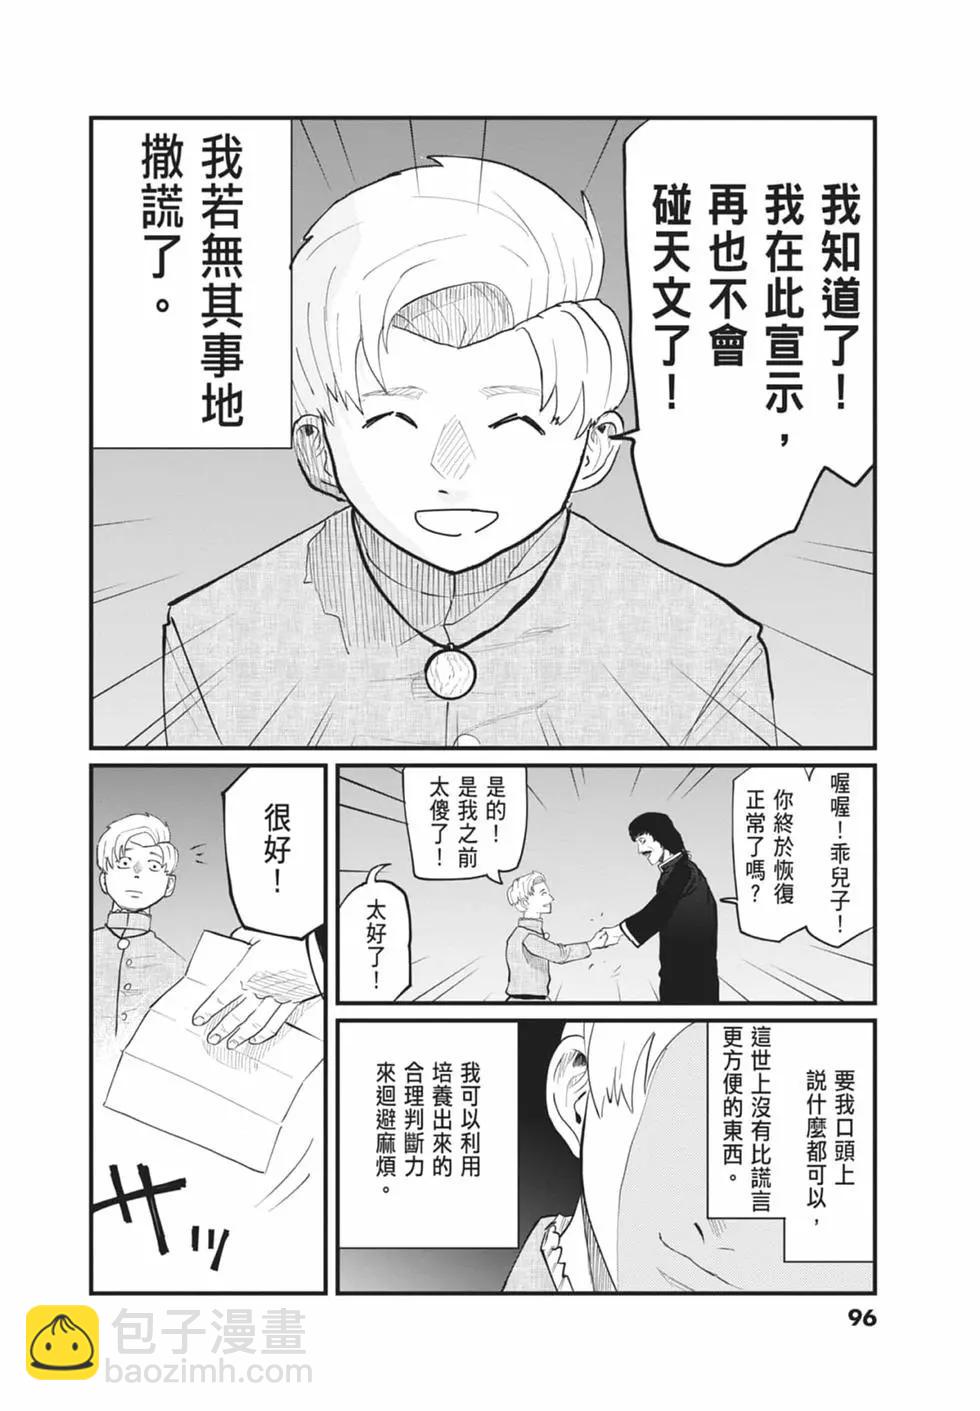 我知道了！
我在此宣示，
再也不會
碰天文了！
我若無其事地
撒謊了。
喔喔！乖兒子！
你終於恢復
正常了嗎？
是的！
是我之前
太傻了！
太好了！
要我口頭上
說什麼都可以，
這世上沒有比謊言
更方便的東西。
我可以利用
培養出來的
合理判斷力
來迴避麻煩。
很好！
ザッ
96
包子漫畫
baozimh.com